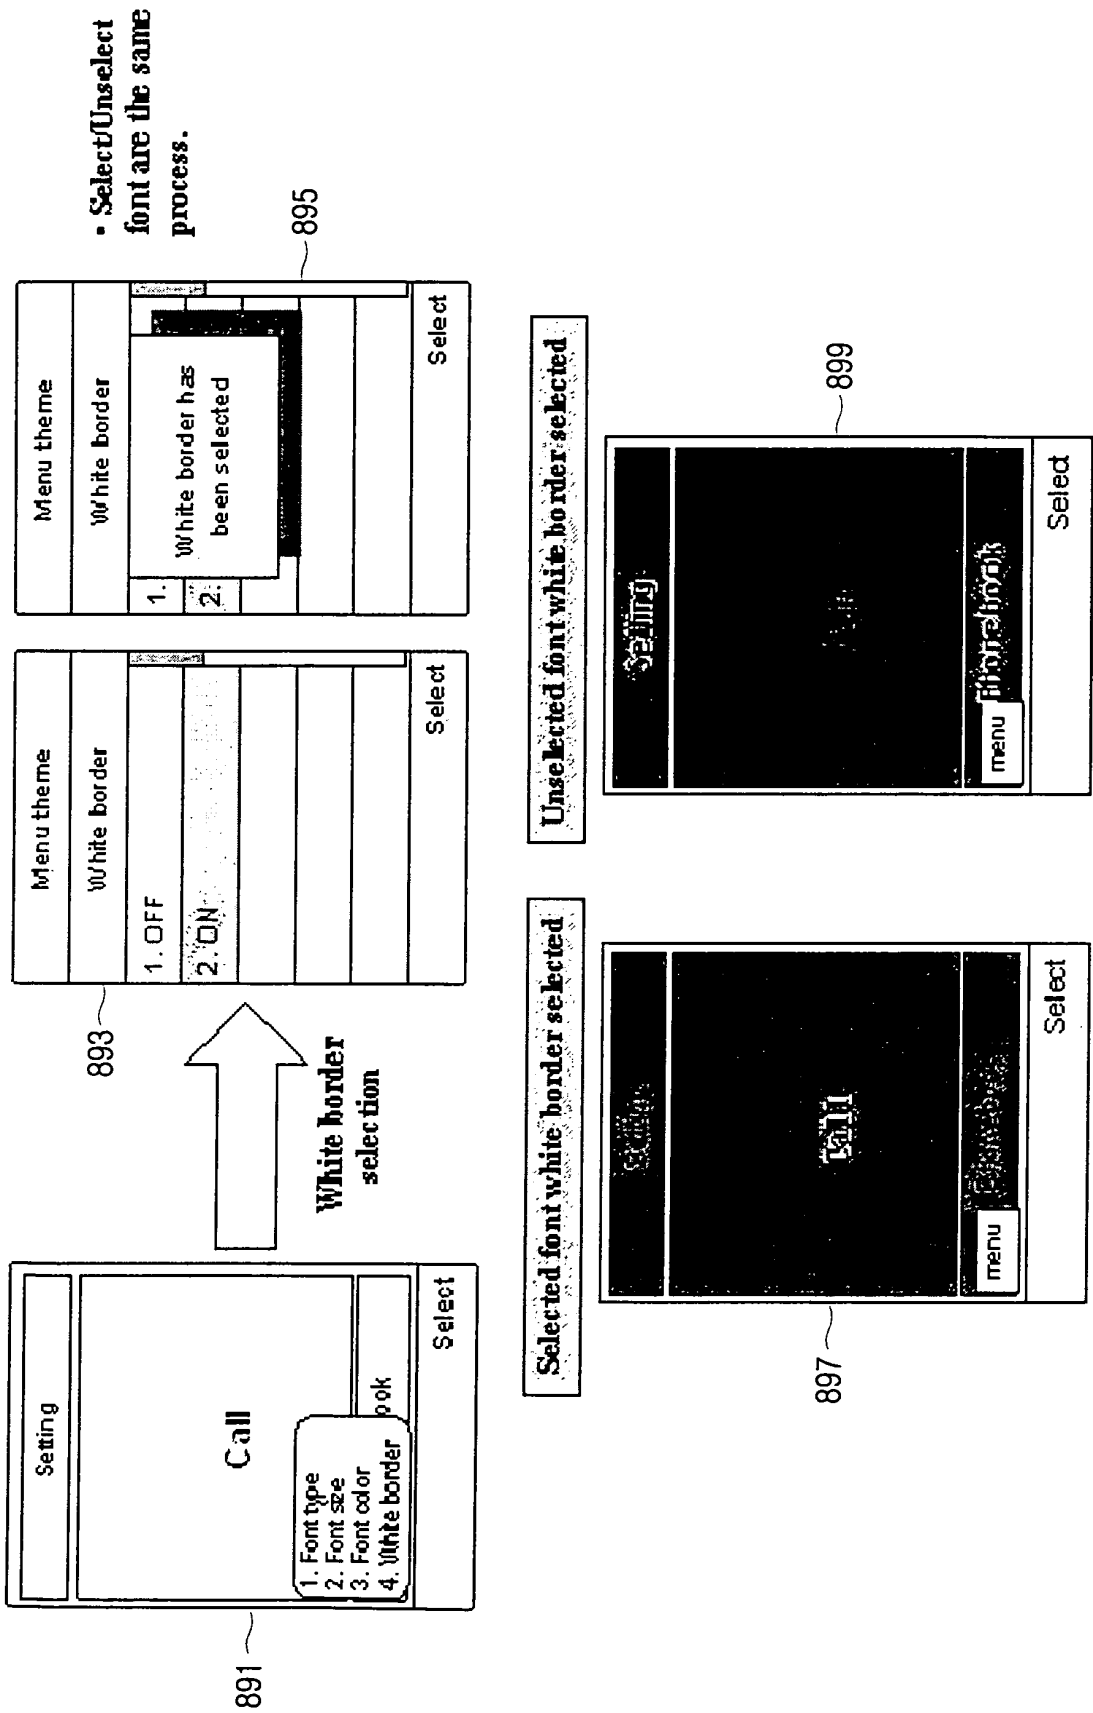 Setting
Call
ook
1. Font type
2. Font size
3. Font color
4. White border
Select
891
White border
selection
Menu theme
White border
1. OFF
2. ON
Select
893
Menu theme
White border
1.
2.
White border has
been selected
Select
895
• Select/Unselect
font are the same
process.
Selected font white border selected
Call
menu
Select
897
Unselected font white border selected
Setting
Phonebook
menu
Select
899